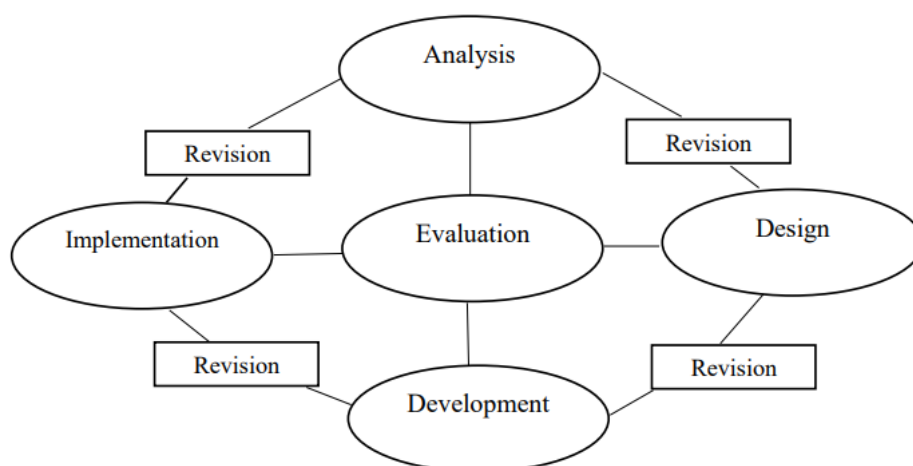 Analysis
Revision
Revision
Implementation
Evaluation
Design
Revision
Revision
Development